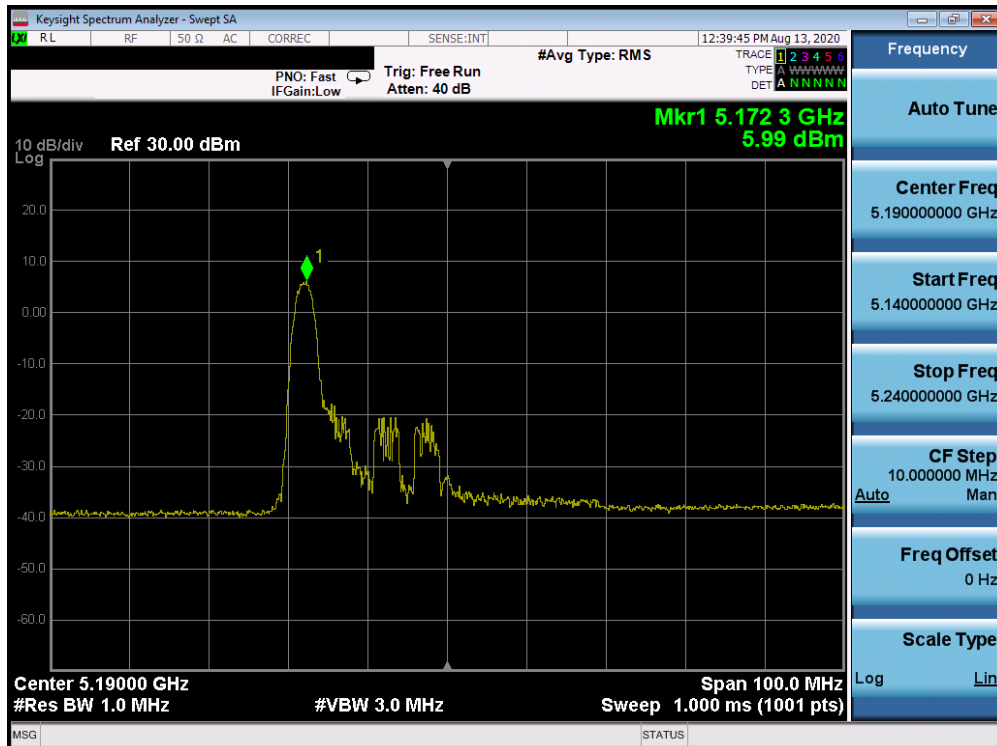 Keysight Spectrum Analyzer - Swept SA
LXI RL RF 50 Ω AC CORREC SENSE:INT 12:39:45 PM Aug 13, 2020
#Avg Type: RMS TRACE 1 2 3 4 5 6
PNO: Fast Trig: Free Run TYPE A WWWWWW
IFGain:Low Atten: 40 dB DET A N N N N N
Mkr1 5.172 3 GHz
10 dB/div Ref 30.00 dBm 5.99 dBm
Log
20.0
1
10.0
0.00
-10.0
-20.0
-30.0
-40.0
-50.0
-60.0
Center 5.19000 GHz Span 100.0 MHz
#Res BW 1.0 MHz #VBW 3.0 MHz Sweep 1.000 ms (1001 pts)
MSG STATUS
Frequency
Auto Tune
Center Freq
5.190000000 GHz
Start Freq
5.140000000 GHz
Stop Freq
5.240000000 GHz
CF Step
10.000000 MHz
Auto Man
Freq Offset
0 Hz
Scale Type
Log Lin